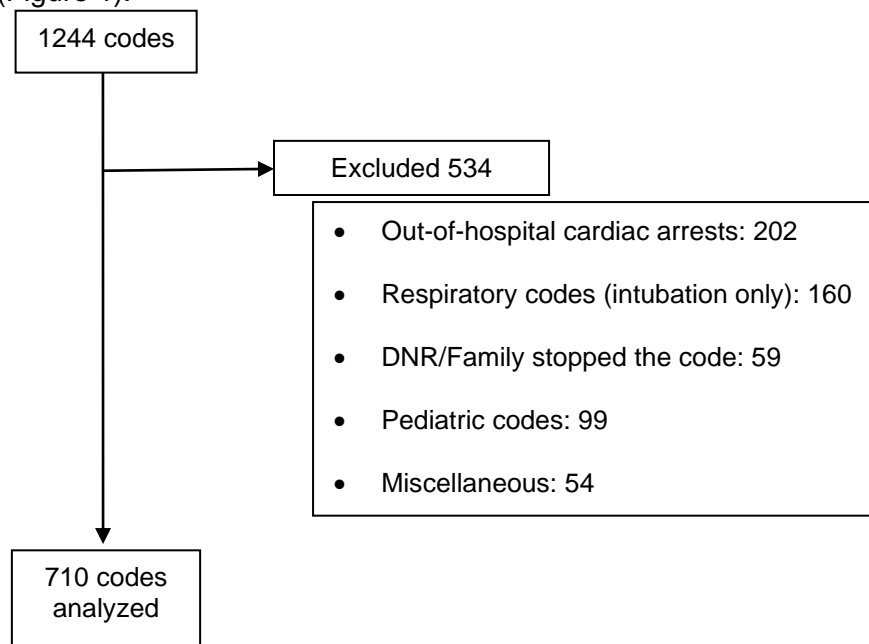 (Figure
1244 codes
Excluded 534
• Out-of-hospital cardiac arrests: 202
• Respiratory codes (intubation only): 160
• DNR/Family stopped the code: 59
• Pediatric codes: 99
• Miscellaneous: 54
710 codes
analyzed